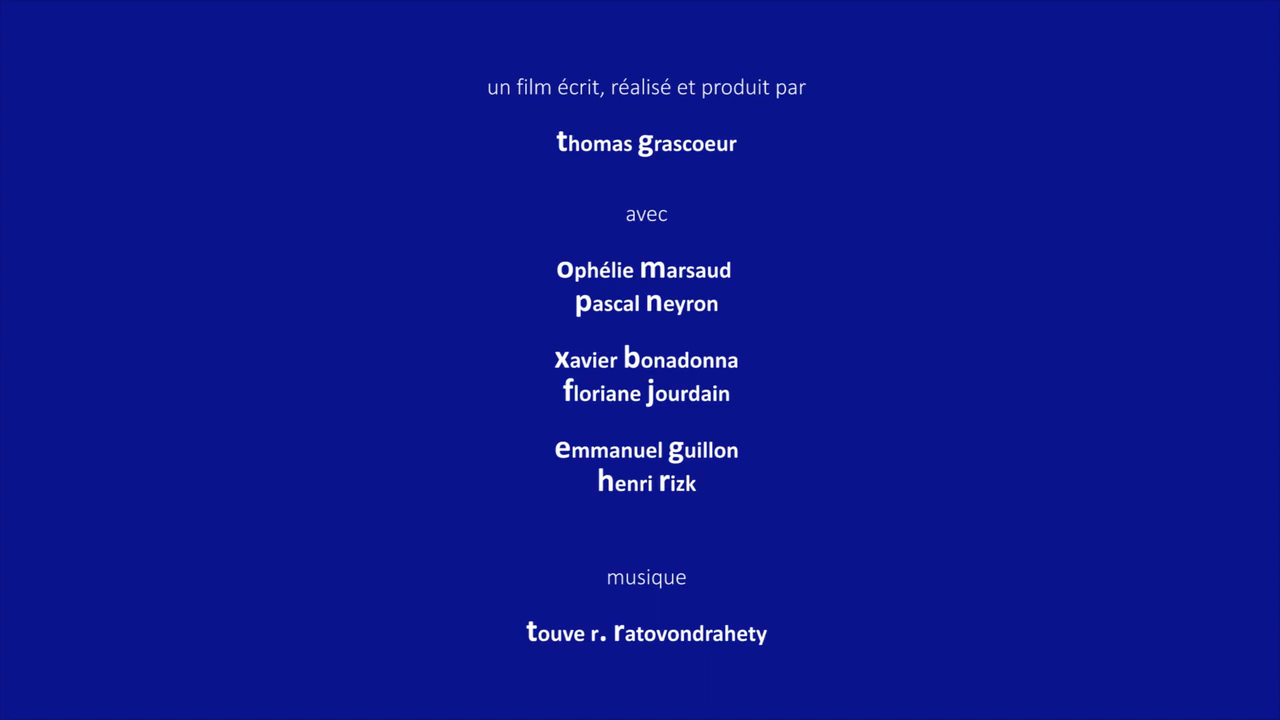 un film écrit, réalisé et produit par
thomas grascoeur
avec
ophélie marsaud
pascal neyron
xavier bonadonna
floriane jourdain
emmanuel guillon
henri rizk
musique
touve r. ratovondrahety